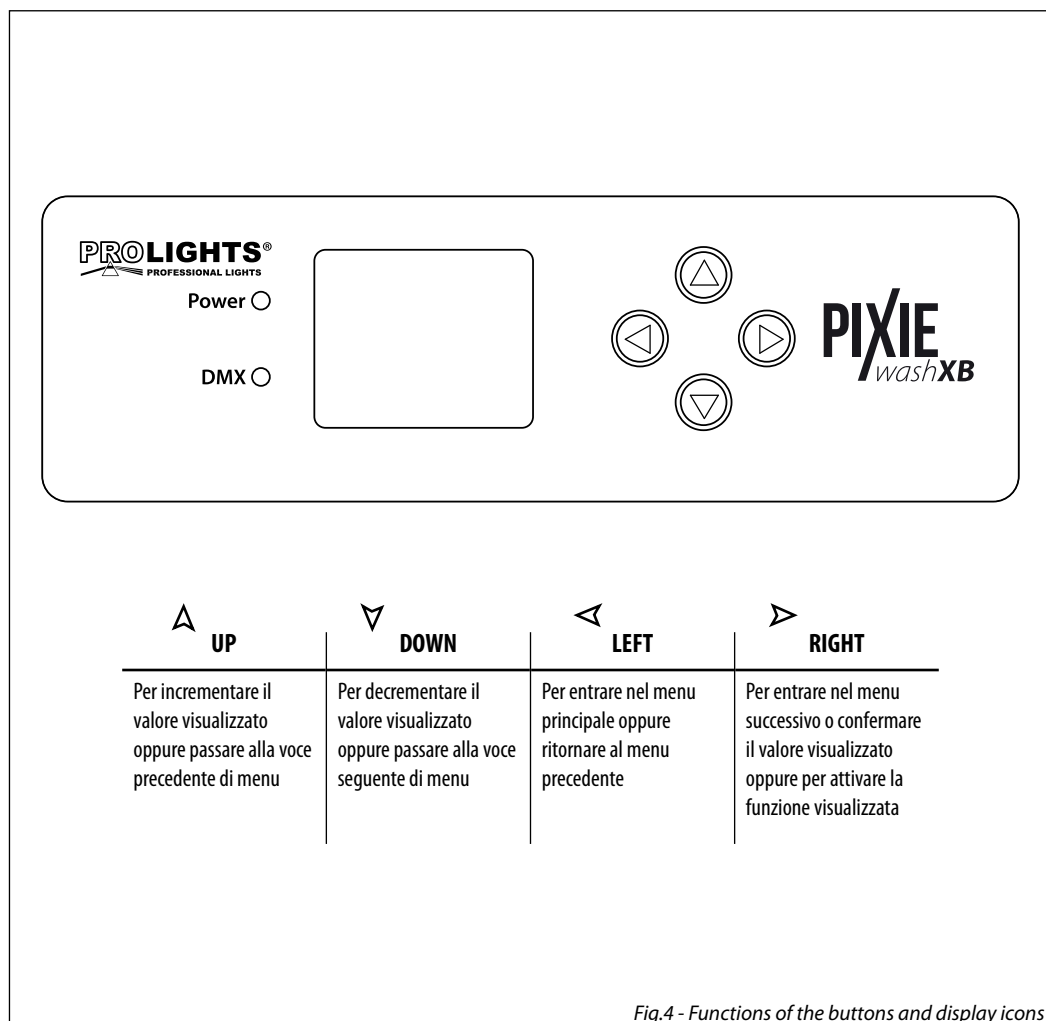 PROLIGHTS®
PROFESSIONAL LIGHTS
Power
DMX
PIXIE
washXB
UP DOWN LEFT RIGHT
Per incrementare il
valore visualizzato
oppure passare alla voce
precedente di menu
Per decrementare il
valore visualizzato
oppure passare alla voce
seguente di menu
Per entrare nel menu
principale oppure
ritornare al menu
precedente
Per entrare nel menu
successivo o confermare
il valore visualizzato
oppure per attivare la
funzione visualizzata
Fig.4 - Functions of the buttons and display icons